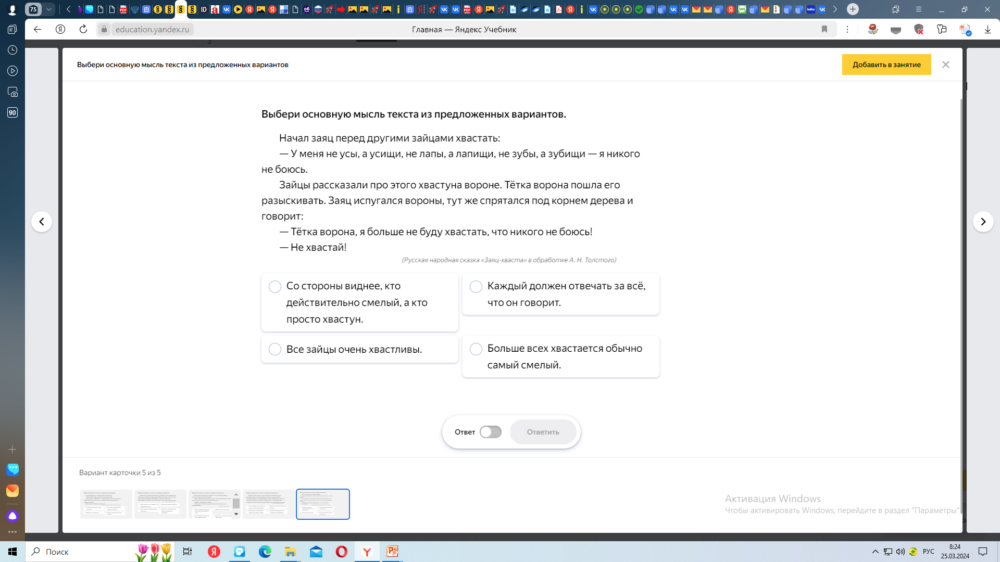 75
education.yandex.ru
Главная — Яндекс Учебник
90
Выбери основную мысль текста из предложенных вариантов
Добавить в занятие
Выбери основную мысль текста из предложенных вариантов.
Начал заяц перед другими зайцами хвастать:
— У меня не усы, а усищи, не лапы, а лапищи, не зубы, а зубищи — я никого
не боюсь.
Зайцы рассказали про этого хвастуна вороне. Тётка ворона пошла его
разыскивать. Заяц испугался вороны, тут же спрятался под корнем дерева и
говорит:
— Тётка ворона, я больше не буду хвастать, что никого не боюсь!
— Не хвастай!
(Русская народная сказка «Заяц-хваста» в обработке А. Н. Толстого)
Со стороны виднее, кто
действительно смелый, а кто
просто хвастун.
Каждый должен отвечать за всё,
что он говорит.
Все зайцы очень хвастливы.
Больше всех хвастается обычно
самый смелый.
Ответ
Ответить
Вариант карточки 5 из 5
Активация Windows
Чтобы активировать Windows, перейдите в раздел "Параметры"
Поиск
РУС
8:24
25.03.2024